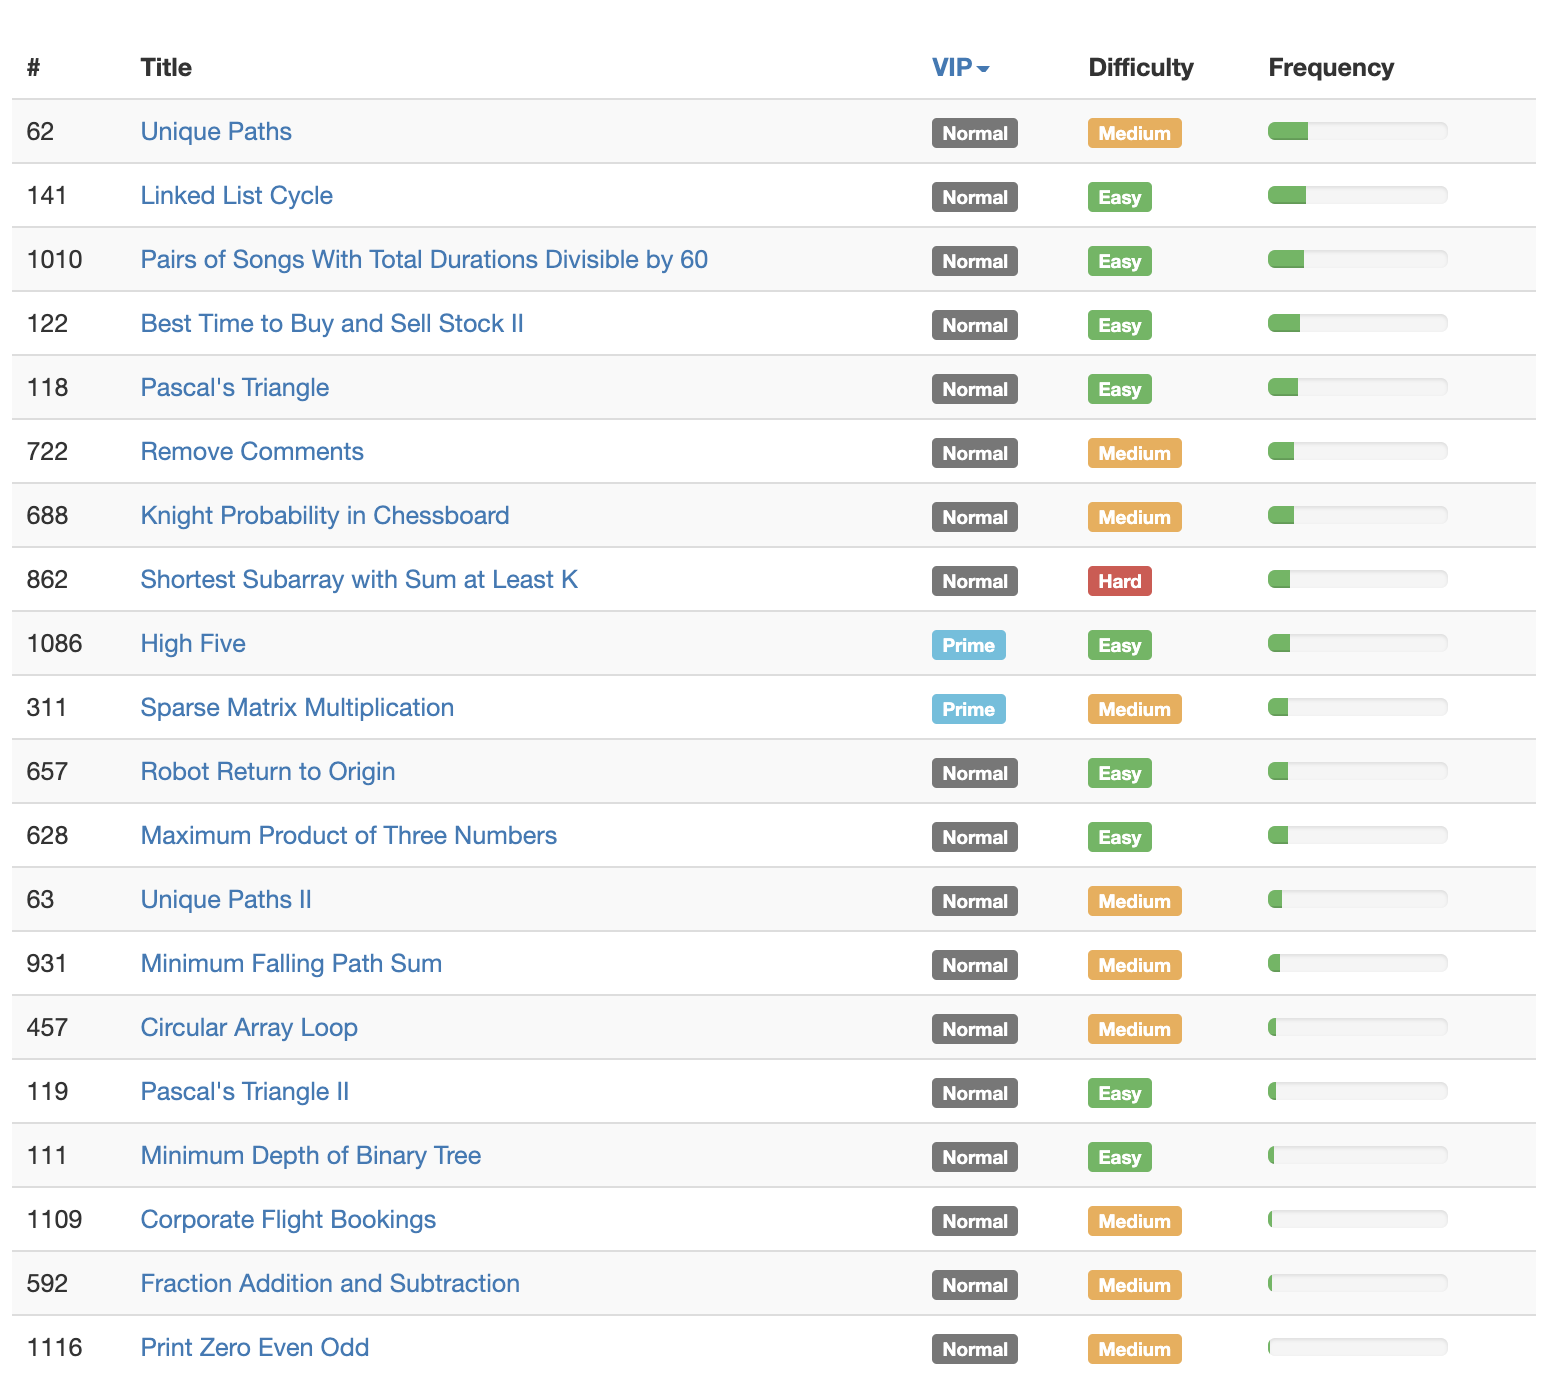 # Title VIP Difficulty Frequency
62 Unique Paths Normal Medium
141 Linked List Cycle Normal Easy
1010 Pairs of Songs With Total Durations Divisible by 60 Normal Easy
122 Best Time to Buy and Sell Stock II Normal Easy
118 Pascal's Triangle Normal Easy
722 Remove Comments Normal Medium
688 Knight Probability in Chessboard Normal Medium
862 Shortest Subarray with Sum at Least K Normal Hard
1086 High Five Prime Easy
311 Sparse Matrix Multiplication Prime Medium
657 Robot Return to Origin Normal Easy
628 Maximum Product of Three Numbers Normal Easy
63 Unique Paths II Normal Medium
931 Minimum Falling Path Sum Normal Medium
457 Circular Array Loop Normal Medium
119 Pascal's Triangle II Normal Easy
111 Minimum Depth of Binary Tree Normal Easy
1109 Corporate Flight Bookings Normal Medium
592 Fraction Addition and Subtraction Normal Medium
1116 Print Zero Even Odd Normal Medium